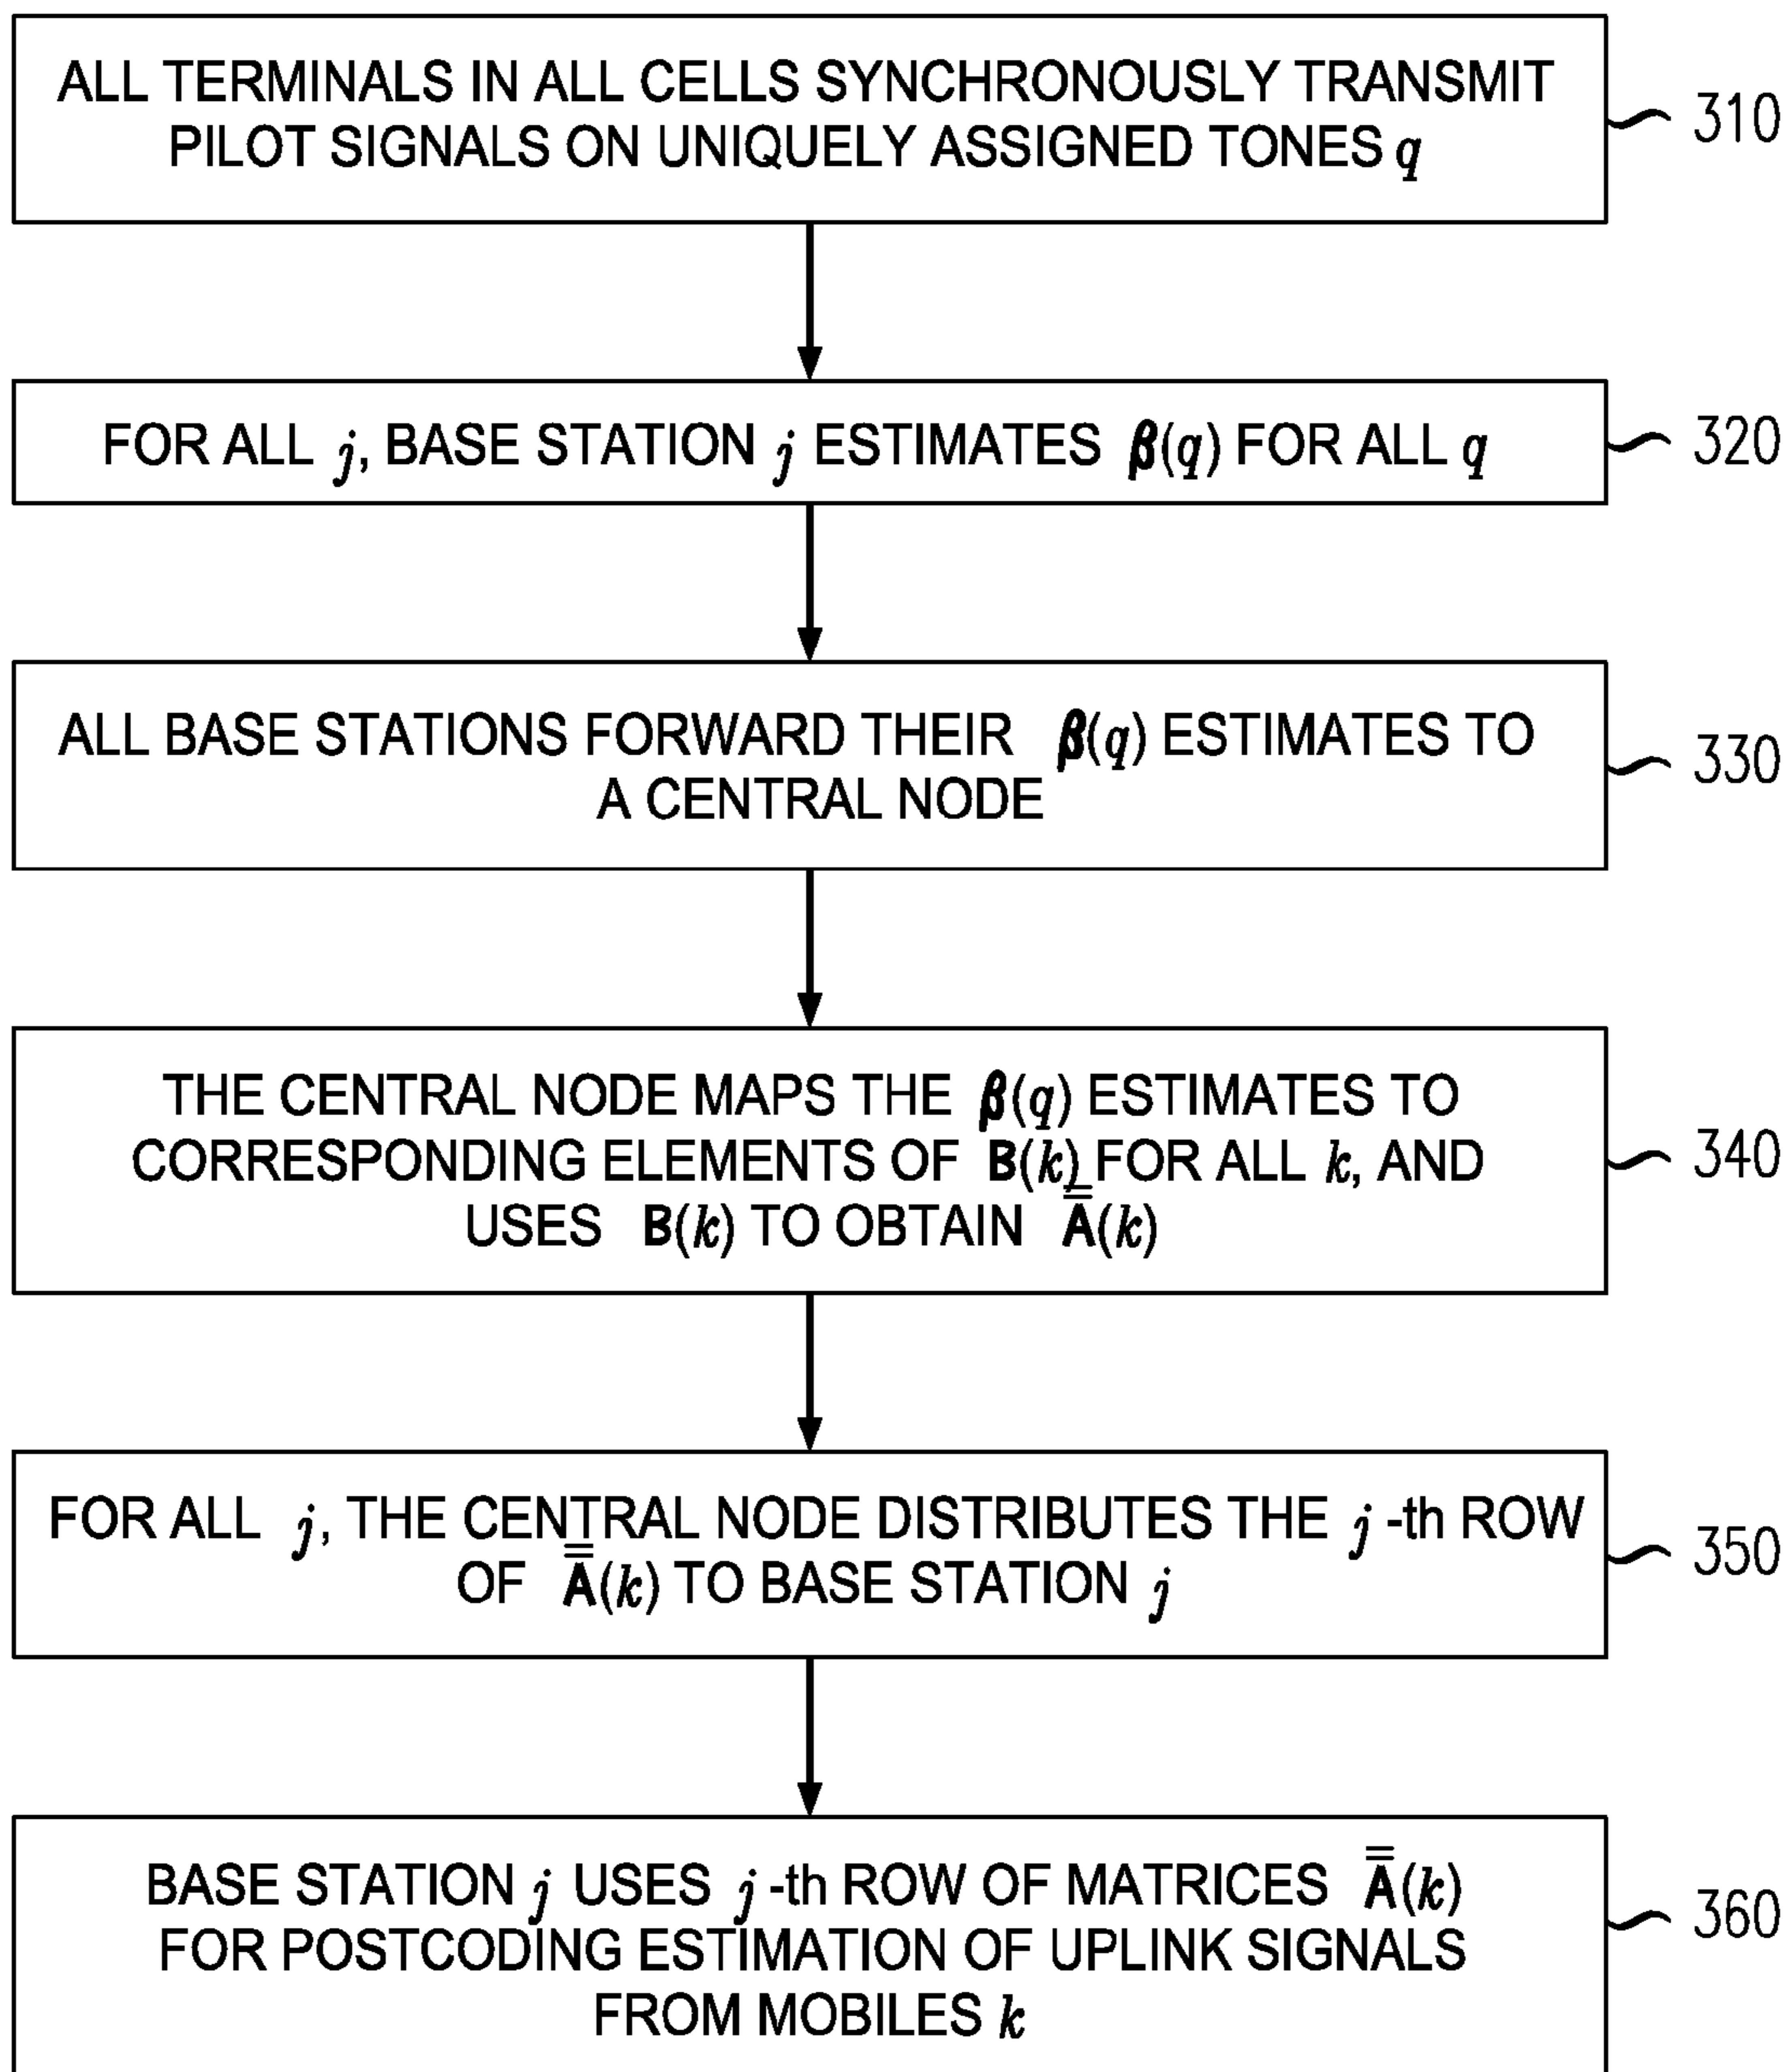 ALL TERMINALS IN ALL CELLS SYNCHRONOUSLY TRANSMIT
PILOT SIGNALS ON UNIQUELY ASSIGNED TONES q
310
FOR ALL j, BASE STATION j ESTIMATES β(q) FOR ALL q
320
ALL BASE STATIONS FORWARD THEIR β(q) ESTIMATES TO
A CENTRAL NODE
330
THE CENTRAL NODE MAPS THE β(q) ESTIMATES TO
CORRESPONDING ELEMENTS OF B(k) FOR ALL k, AND
USES B(k) TO OBTAIN A̿(k)
340
FOR ALL j, THE CENTRAL NODE DISTRIBUTES THE j-th ROW
OF A̿(k) TO BASE STATION j
350
BASE STATION j USES j-th ROW OF MATRICES A̿(k)
FOR POSTCODING ESTIMATION OF UPLINK SIGNALS
FROM MOBILES k
360